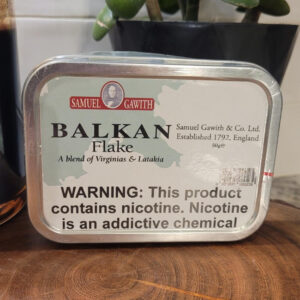 SAMUEL GAWITH
BALKAN
Flake
A blend of Virginias & Latakia
Samuel Gawith & Co. Ltd.
Established 1792, England
50g℮
WARNING: This product
contains nicotine. Nicotine
is an addictive chemical